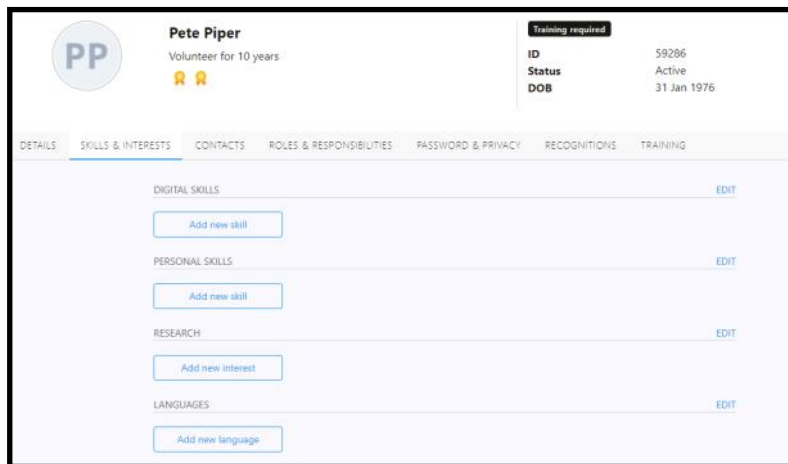 PP
Pete Piper
Volunteer for 10 years
Training required
ID 59286
Status Active
DOB 31 Jan 1976
DETAILS SKILLS & INTERESTS CONTACTS ROLES & RESPONSIBILITIES PASSWORD & PRIVACY RECOGNITIONS TRAINING
DIGITAL SKILLS EDIT
Add new skill
PERSONAL SKILLS EDIT
Add new skill
RESEARCH EDIT
Add new interest
LANGUAGES EDIT
Add new language